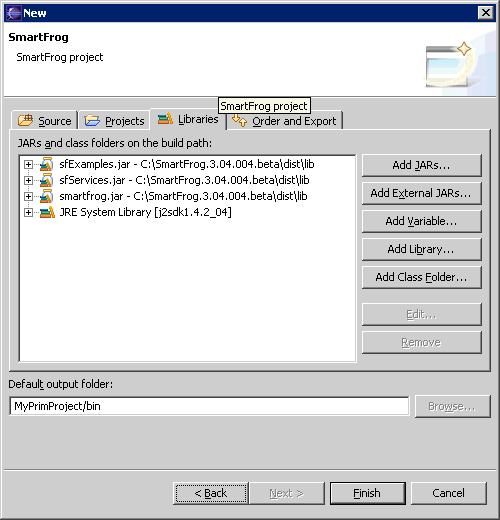 New
SmartFrog
SmartFrog project
SmartFrog project
Source
Projects
Libraries
Order and Export
JARs and class folders on the build path:
sfExamples.jar - C:\SmartFrog.3.04.004.beta\dist\lib
sfServices.jar - C:\SmartFrog.3.04.004.beta\dist\lib
smartfrog.jar - C:\SmartFrog.3.04.004.beta\dist\lib
JRE System Library [j2sdk1.4.2_04]
Add JARs...
Add External JARs...
Add Variable...
Add Library...
Add Class Folder...
Edit...
Remove
Default output folder:
MyPrimProject/bin
Browse...
< Back
Next >
Finish
Cancel